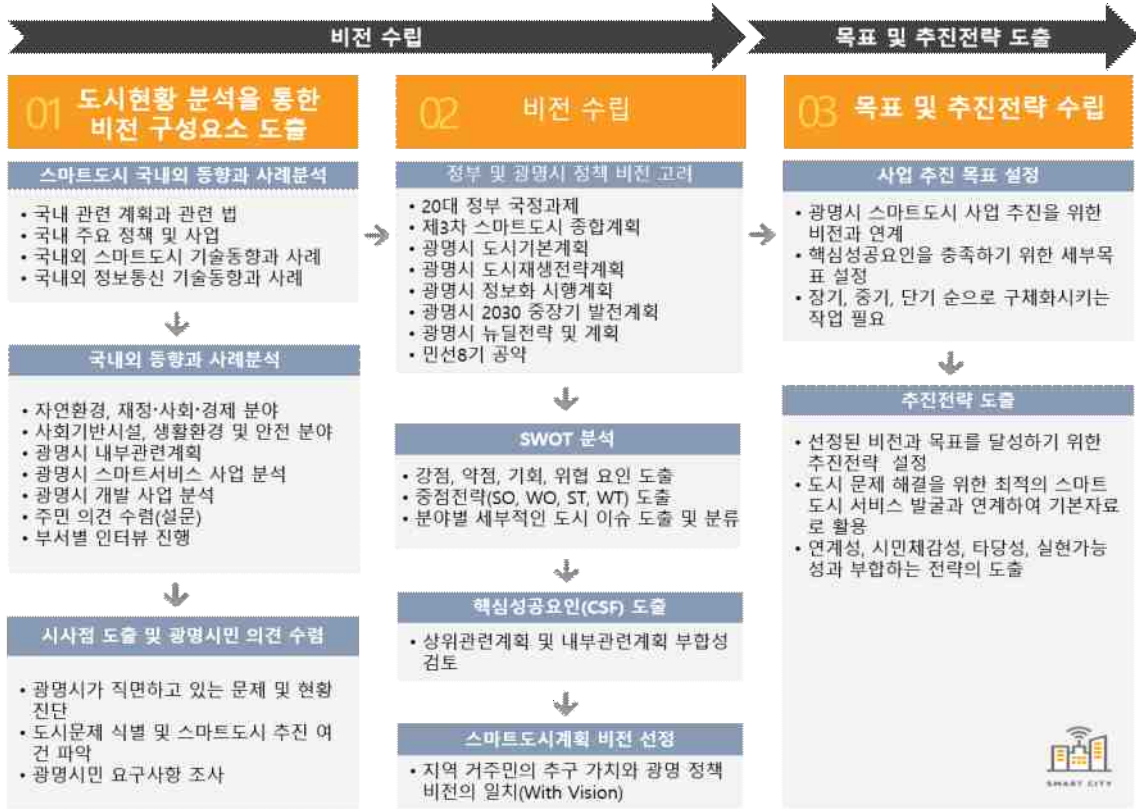 비전 수립
목표 및 추진전략 도출
01 도시현황 분석을 통한
비전 구성요소 도출
스마트도시 국내외 동향과 사례분석
• 국내 관련 계획과 관련 법
• 국내 주요 정책 및 사업
• 국내외 스마트도시 기술동향과 사례
• 국내외 정보통신 기술동향과 사례
국내외 동향과 사례분석
• 자연환경, 재정·사회·경제 분야
• 사회기반시설, 생활환경 및 안전 분야
• 광명시 내부관련계획
• 광명시 스마트서비스 사업 분석
• 광명시 개발 사업 분석
• 주민 의견 수렴(설문)
• 부서별 인터뷰 진행
시사점 도출 및 광명시민 의견 수렴
• 광명시가 직면하고 있는 문제 및 현황
진단
• 도시문제 식별 및 스마트도시 추진 여
건 파악
• 광명시민 요구사항 조사
02 비전 수립
정부 및 광명시 정책 비전 고려
• 20대 정부 국정과제
• 제3차 스마트도시 종합계획
• 광명시 도시기본계획
• 광명시 도시재생전략계획
• 광명시 정보화 시행계획
• 광명시 2030 중장기 발전계획
• 광명시 뉴딜전략 및 계획
• 민선8기 공약
SWOT 분석
• 강점, 약점, 기회, 위협 요인 도출
• 중점전략(SO, WO, ST, WT) 도출
• 분야별 세부적인 도시 이슈 도출 및 분류
핵심성공요인(CSF) 도출
• 상위관련계획 및 내부관련계획 부합성
검토
스마트도시계획 비전 선정
• 지역 거주민의 추구 가치와 광명 정책
비전의 일치(With Vision)
03 목표 및 추진전략 수립
사업 추진 목표 설정
• 광명시 스마트도시 사업 추진을 위한
비전과 연계
• 핵심성공요인을 충족하기 위한 세부목
표 설정
• 장기, 중기, 단기 순으로 구체화시키는
작업 필요
추진전략 도출
• 선정된 비전과 목표를 달성하기 위한
추진전략 설정
• 도시 문제 해결을 위한 최적의 스마트
도시 서비스 발굴과 연계하여 기본자료
로 활용
• 연계성, 시민체감성, 타당성, 실현가능
성과 부합하는 전략의 도출
SMART CITY